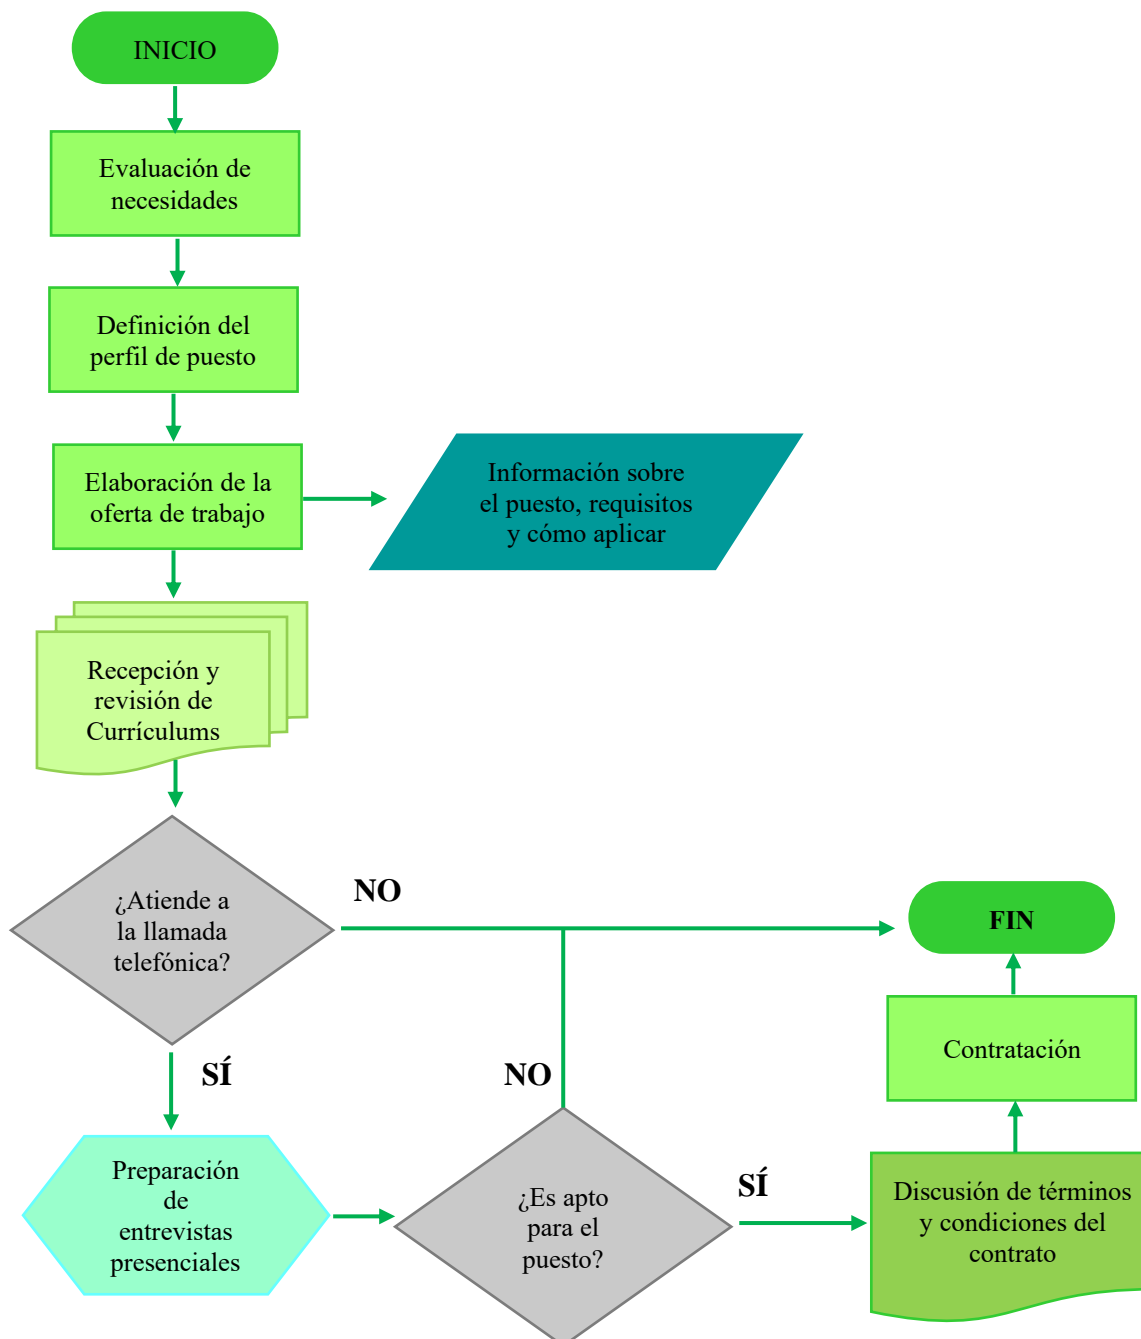 INICIO
Evaluación de
necesidades
Definición del
perfil de puesto
Elaboración de la
oferta de trabajo
Información sobre
el puesto, requisitos
y cómo aplicar
Recepción y
revisión de
Currículums
¿Atiende a
la llamada
telefónica?
NO
FIN
Contratación
SÍ
NO
Preparación
de
entrevistas
presenciales
¿Es apto
para el
puesto?
SÍ
Discusión de términos
y condiciones del
contrato